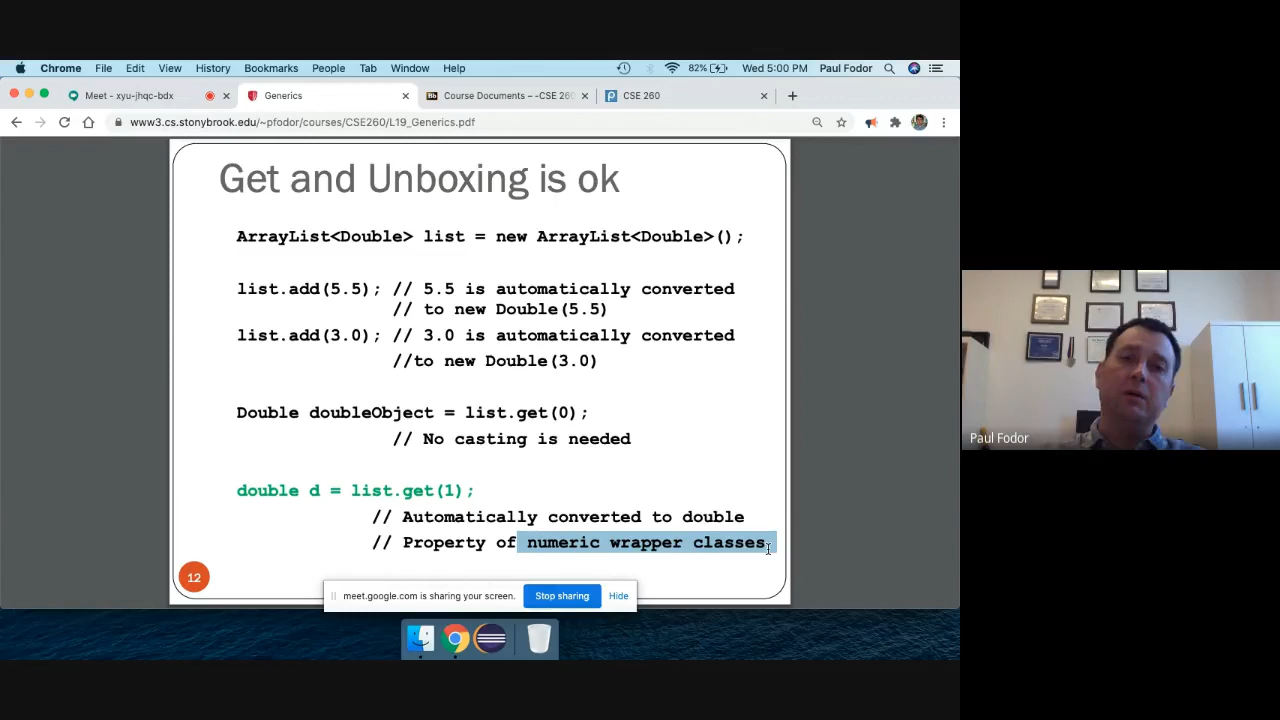 Chrome File Edit View History Bookmarks People Tab Window Help 82% Wed 5:00 PM Paul Fodor
Meet - xyu-jhqc-bdx Generics Course Documents – -CSE 260 CSE 260
www3.cs.stonybrook.edu/~pfodor/courses/CSE260/L19_Generics.pdf
Get and Unboxing is ok
ArrayList<Double> list = new ArrayList<Double>();
list.add(5.5); // 5.5 is automatically converted
// to new Double(5.5)
list.add(3.0); // 3.0 is automatically converted
//to new Double(3.0)
Double doubleObject = list.get(0);
// No casting is needed
double d = list.get(1);
// Automatically converted to double
// Property of numeric wrapper classes
12
meet.google.com is sharing your screen. Stop sharing Hide
Paul Fodor